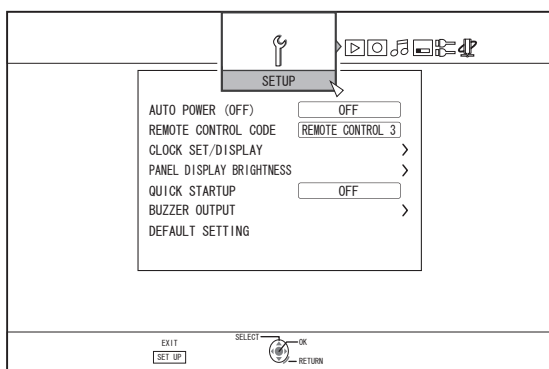 SETUP
AUTO POWER (OFF) OFF
REMOTE CONTROL CODE REMOTE CONTROL 3
CLOCK SET/DISPLAY
PANEL DISPLAY BRIGHTNESS
QUICK STARTUP OFF
BUZZER OUTPUT
DEFAULT SETTING
EXIT
SET UP
SELECT
OK
RETURN